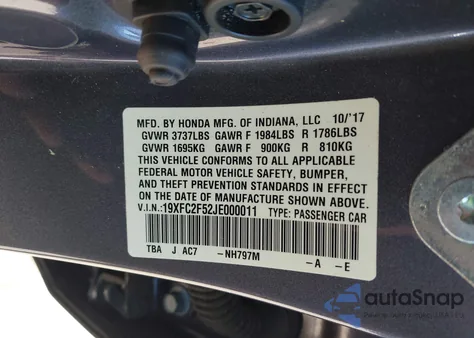 MFD. BY HONDA MFG. OF INDIANA, LLC 10/'17
GVWR 3737LBS GAWR F 1984LBS R 1786LBS
GVWR 1695KG GAWR F 900KG R 810KG
THIS VEHICLE CONFORMS TO ALL APPLICABLE
FEDERAL MOTOR VEHICLE SAFETY, BUMPER,
AND THEFT PREVENTION STANDARDS IN EFFECT
ON THE DATE OF MANUFACTURE SHOWN ABOVE.
V.I.N.: 19XFC2F52JE000011 TYPE: PASSENGER CAR
TBA J AC7 -NH797M -A -E
autoSnap